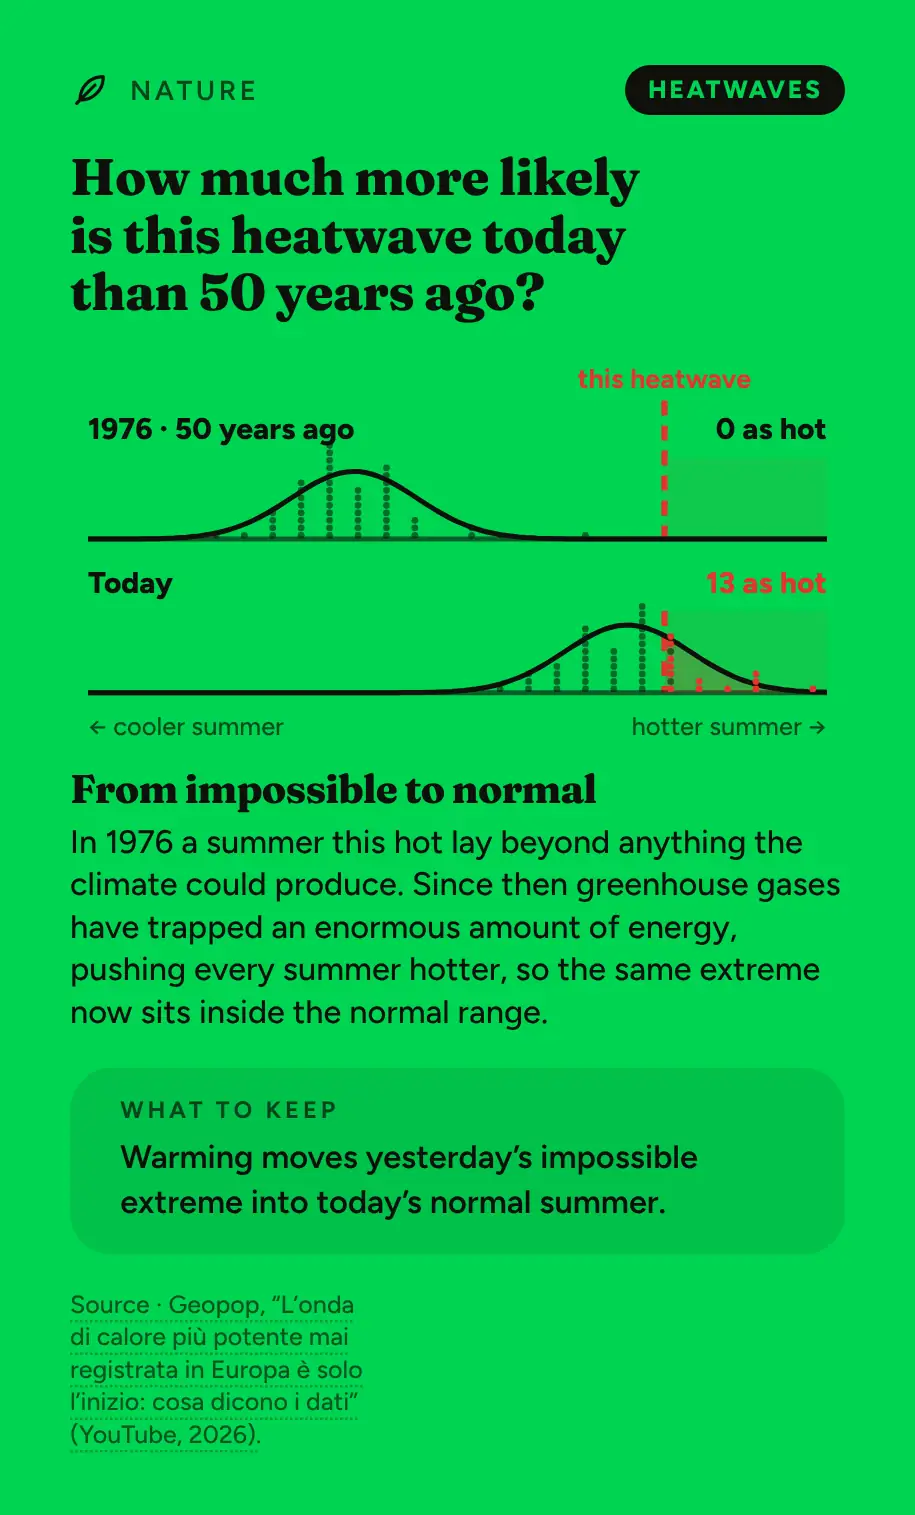 NATURE
HEATWAVES
How much more likely
is this heatwave today
than 50 years ago?
this heatwave
1976 · 50 years ago
0 as hot
Today
13 as hot
← cooler summer
hotter summer →
From impossible to normal
In 1976 a summer this hot lay beyond anything the
climate could produce. Since then greenhouse gases
have trapped an enormous amount of energy,
pushing every summer hotter, so the same extreme
now sits inside the normal range.
WHAT TO KEEP
Warming moves yesterday’s impossible
extreme into today’s normal summer.
Source · Geopop, “L’onda
di calore più potente mai
registrata in Europa è solo
l’inizio: cosa dicono i dati”
(YouTube, 2026).